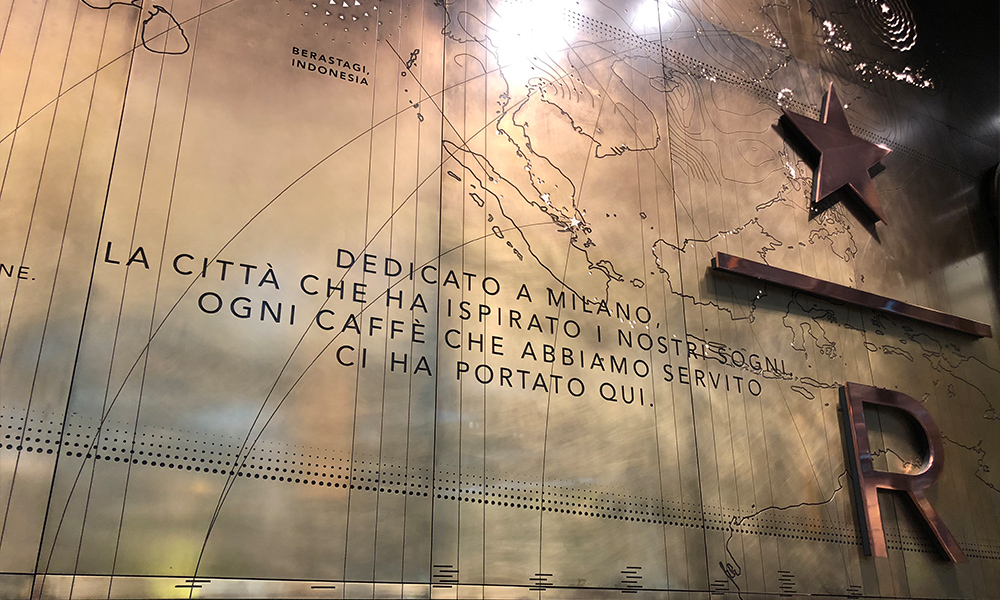 BERASTAGI,
INDONESIA
NE.
DEDICATO A MILANO,
LA CITTÀ CHE HA ISPIRATO I NOSTRI SOGNI.
OGNI CAFFÈ CHE ABBIAMO SERVITO
CI HA PORTATO QUI.
R